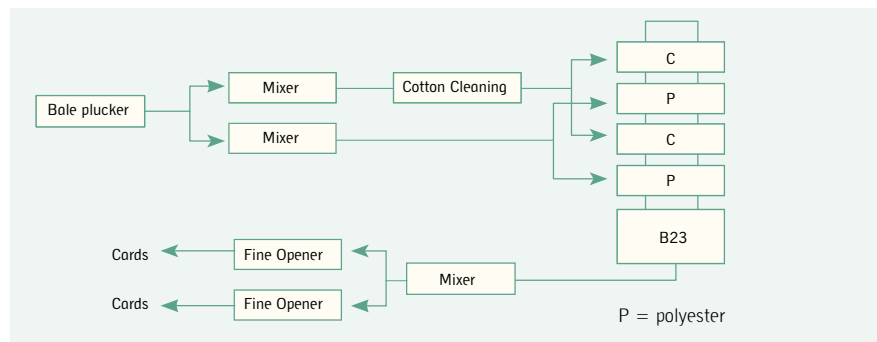 Bale plucker
Mixer
Cotton Cleaning
Mixer
C
P
C
P
B23
Mixer
Fine Opener
Cards
Fine Opener
Cards
P = polyester